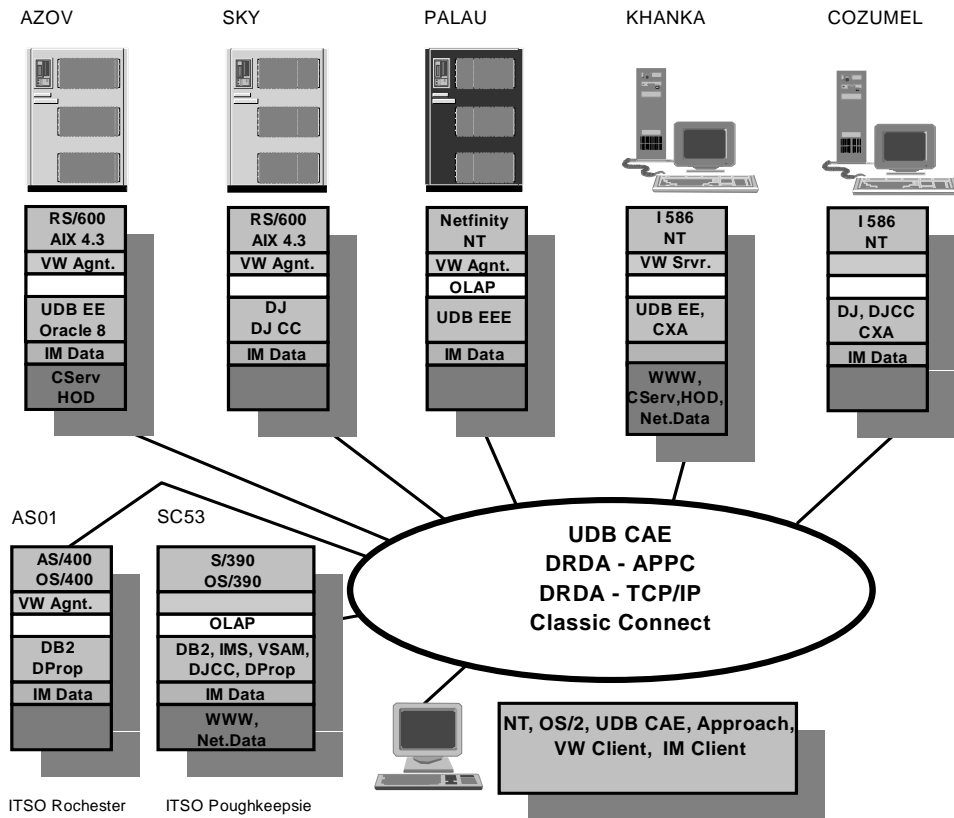 AZOV
SKY
PALAU
KHANKA
COZUMEL
RS/600
AIX 4.3
VW Agnt.
UDB EE
Oracle 8
IM Data
CServ
HOD
RS/600
AIX 4.3
VW Agnt.
DJ
DJ CC
IM Data
Netfinity
NT
VW Agnt.
OLAP
UDB EEE
IM Data
I 586
NT
VW Srvr.
UDB EE,
CXA
WWW,
CServ,HOD,
Net.Data
I 586
NT
DJ, DJCC
CXA
IM Data
AS01
AS/400
OS/400
VW Agnt.
DB2
DProp
IM Data
ITSO Rochester
SC53
S/390
OS/390
OLAP
DB2, IMS, VSAM,
DJCC, DProp
IM Data
WWW,
Net.Data
ITSO Poughkeepsie
UDB CAE
DRDA - APPC
DRDA - TCP/IP
Classic Connect
NT, OS/2, UDB CAE, Approach,
VW Client, IM Client